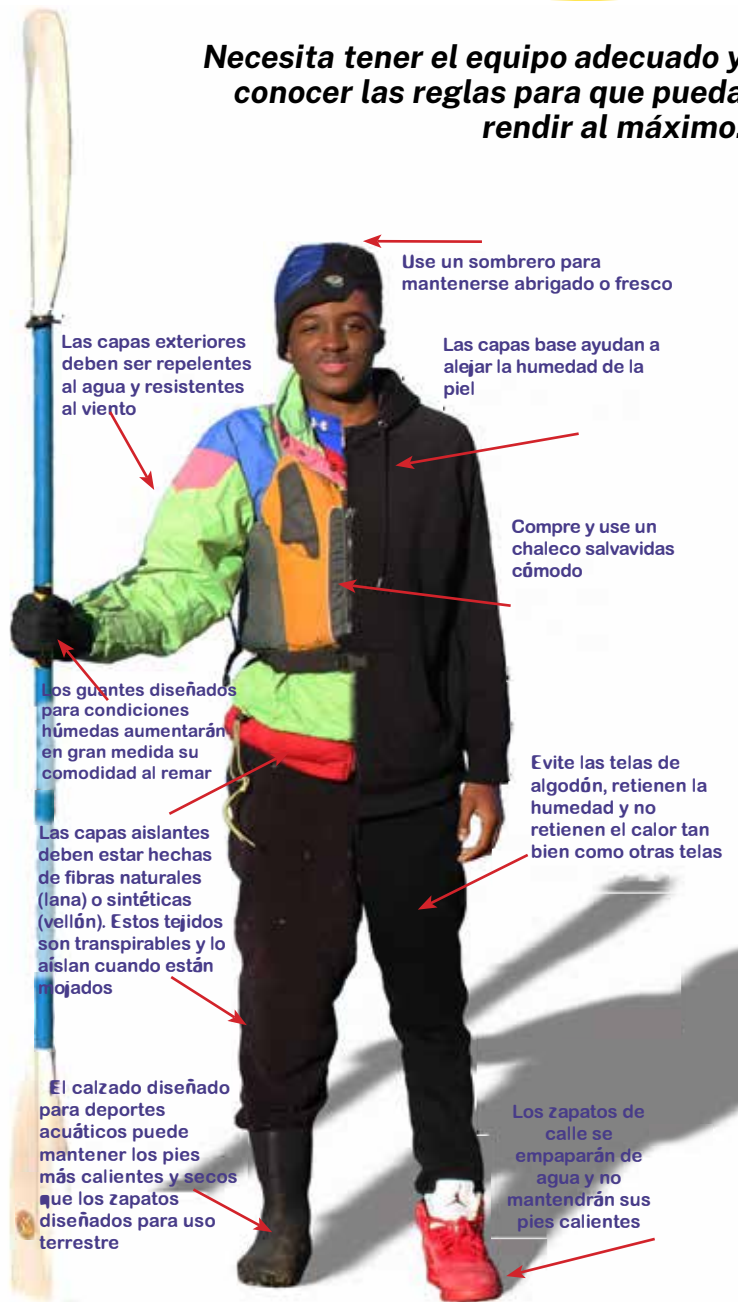 Necesita tener el equipo adecuado y
conocer las reglas para que pueda
rendir al máximo.
Use un sombrero para
mantenerse abrigado o fresco
Las capas exteriores
deben ser repelentes
al agua y resistentes
al viento
Las capas base ayudan a
alejar la humedad de la
piel
Compre y use un
chaleco salvavidas
cómodo
Los guantes diseñados
para condiciones
húmedas aumentarán
en gran medida su
comodidad al remar
Evite las telas de
algodón, retienen la
humedad y no
retienen el calor tan
bien como otras telas
Las capas aislantes
deben estar hechas
de fibras naturales
(lana) o sintéticas
(vellón). Estos tejidos
son transpirables y lo
aíslan cuando están
mojados
El calzado diseñado
para deportes
acuáticos puede
mantener los pies
más calientes y secos
que los zapatos
diseñados para uso
terrestre
Los zapatos de
calle se
empaparán de
agua y no
mantendrán sus
pies calientes